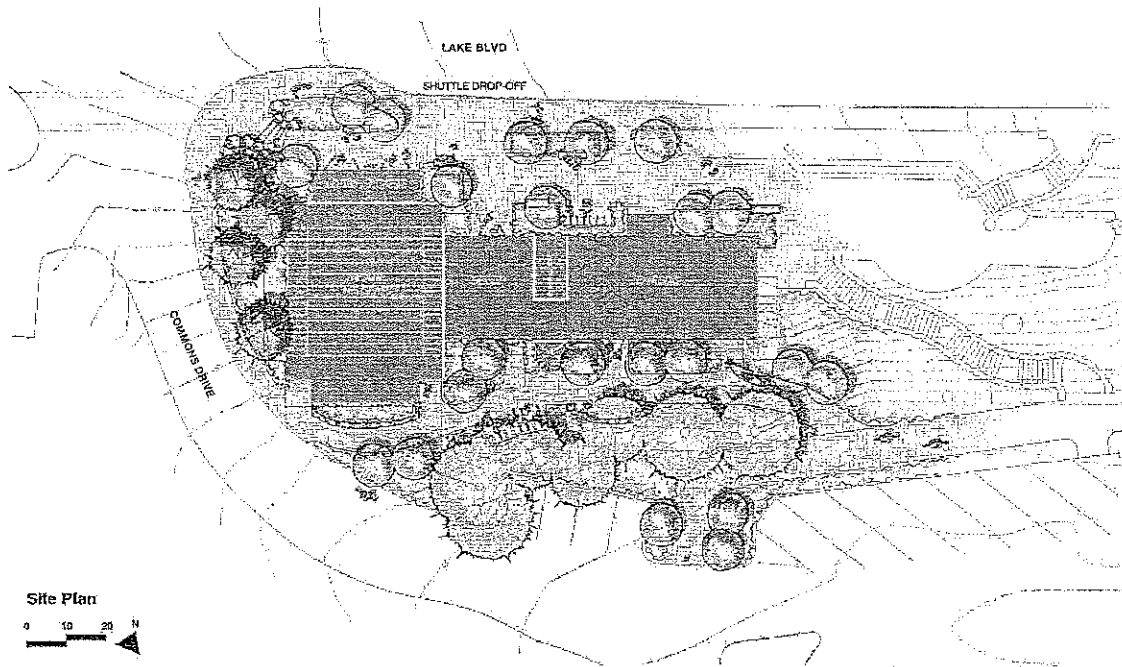 LAKE BLVD
SHUTTLE DROP-OFF
COMMONS DRIVE
Site Plan
0 10 20 N